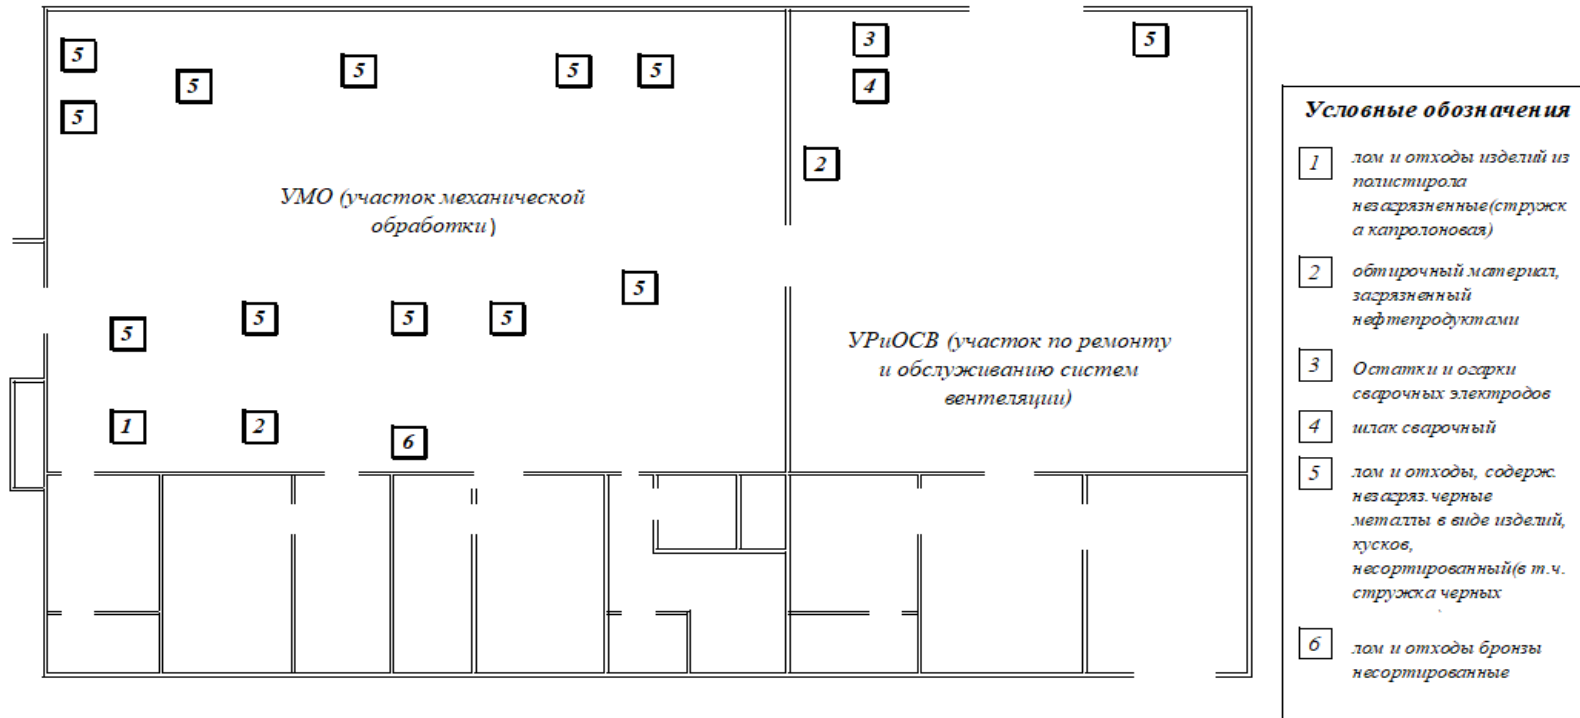 5
3
5
5
5
5
5
4
5
5
2
УМО (участок механической
обработки)
5
5
5
5
5
УРиОСВ (участок по ремонту
и обслуживанию систем
вентеляции)
1
2
6
Условные обозначения
1
лом и отходы изделий из
полистирола
незагрязненные(стружк
а капролоновая)
2
обтирочный материал,
загрязненный
нефтепродуктами
3
Остатки и огарки
сварочных электродов
4
шлак сварочный
5
лом и отходы, содерж.
незагряз.черные
металлы в виде изделий,
кусков,
несортированный(в т.ч.
стружка черных
6
лом и отходы бронзы
несортированные